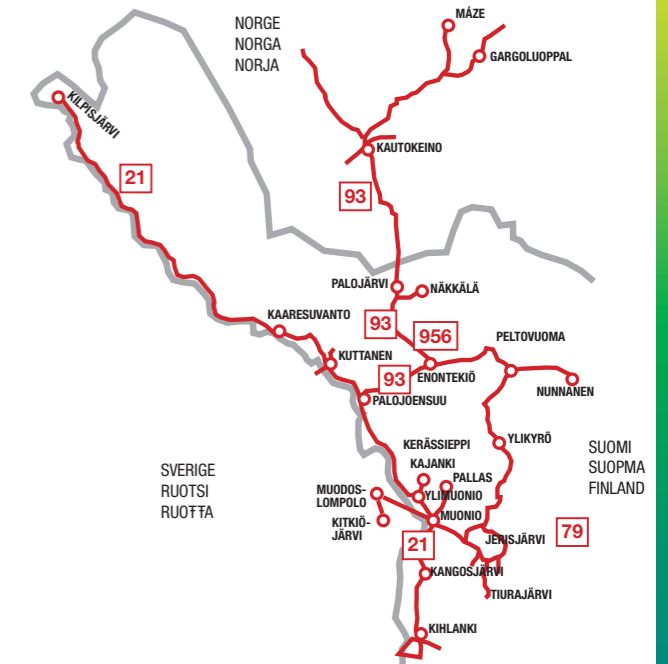 NORGE
NORGA
NORJA
MÁZE
GARGOLUOPPAL
KILPISJÄRVI
KAUTOKEINO
21
93
PALOJÄRVI
NÄKKÄLÄ
KAARESUVANTO
93
956
PELTOVUOMA
KUTTANEN
93
ENONTEKIÖ
NUNNANEN
PALOJOENSUU
KERÄSSIEPPI
YLIKYRÖ
SUOMI
SUOPMA
FINLAND
SVERIGE
RUOTSI
RUOŦŦA
KAJANKI
PALLAS
MUODOS-
LOMPOLO
YLIMUONIO
KITKIÖ-
JÄRVI
MUONIO
21
JERISJÄRVI
79
KANGOSJÄRVI
TIURAJÄRVI
KIHLANKI